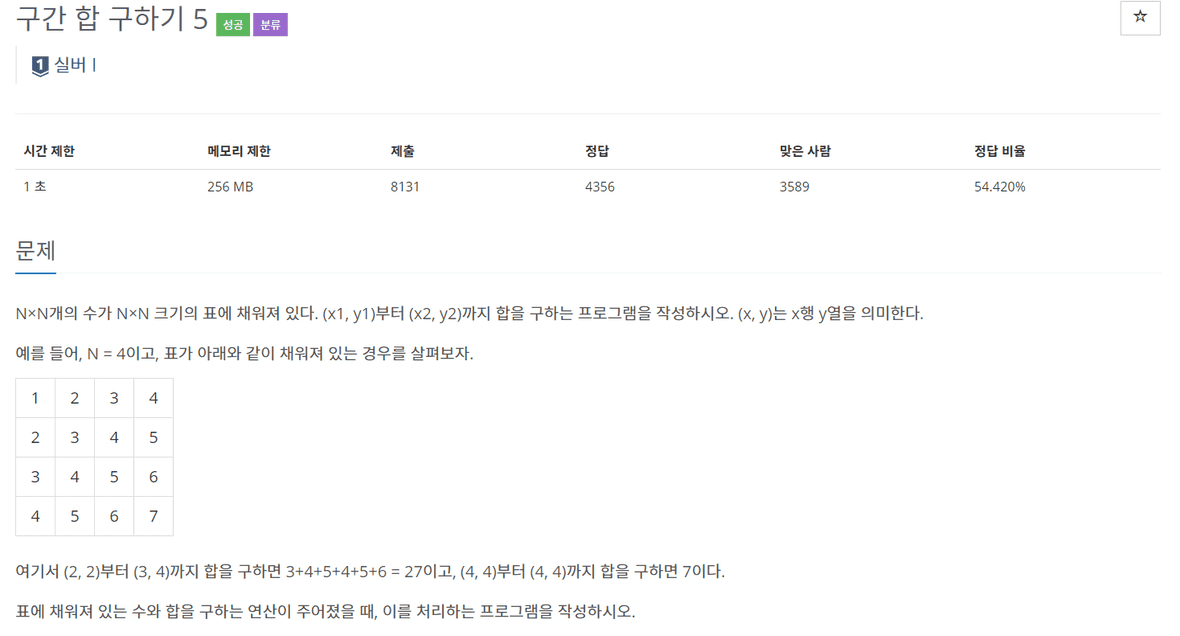 구간 합 구하기 5 성공 분류
1 실버 I
시간 제한 메모리 제한 제출 정답 맞은 사람 정답 비율
1 초 256 MB 8131 4356 3589 54.420%
문제
N×N개의 수가 N×N 크기의 표에 채워져 있다. (x1, y1)부터 (x2, y2)까지 합을 구하는 프로그램을 작성하시오. (x, y)는 x행 y열을 의미한다.
예를 들어, N = 4이고, 표가 아래와 같이 채워져 있는 경우를 살펴보자.
1 2 3 4
2 3 4 5
3 4 5 6
4 5 6 7
여기서 (2, 2)부터 (3, 4)까지 합을 구하면 3+4+5+4+5+6 = 27이고, (4, 4)부터 (4, 4)까지 합을 구하면 7이다.
표에 채워져 있는 수와 합을 구하는 연산이 주어졌을 때, 이를 처리하는 프로그램을 작성하시오.